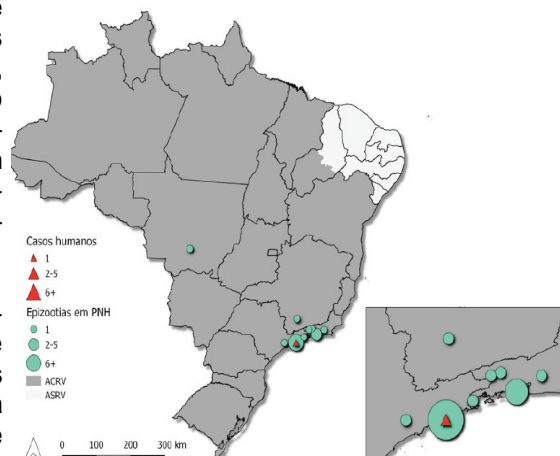 Casos humanos
1
2-5
6+
Epizootias em PNH
1
2-5
6+
ACRV
ASRV
0 100 200 300 km